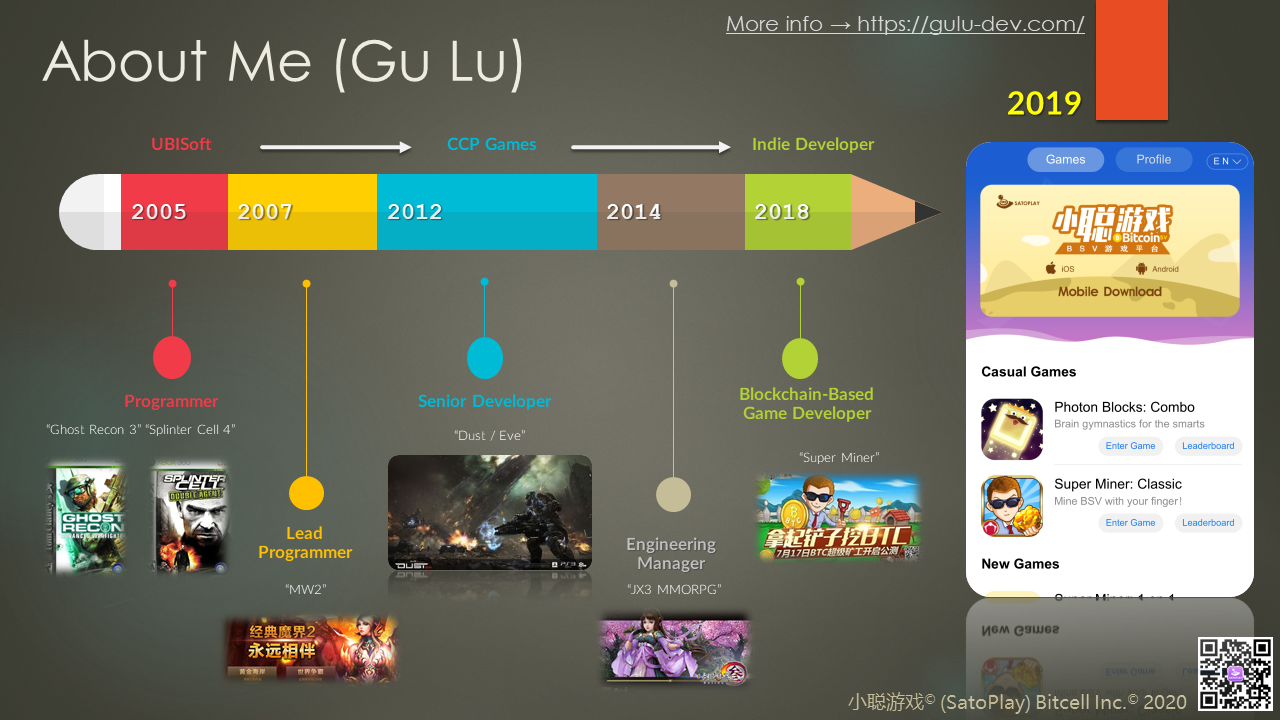 More info → https://gulu-dev.com/
About Me (Gu Lu)
2019
UBISoft
CCP Games
Indie Developer
2005
2007
2012
2014
2018
Programmer
"Ghost Recon 3" "Splinter Cell 4"
GHOST
RECON
SPLINTER
CELL
DOUBLE AGENT
Lead
Programmer
"MW2"
经典魔界2
永远相伴
Senior Developer
"Dust / Eve"
DUST
PS3
Engineering
Manager
"JX3 MMORPG"
叁
Blockchain-Based
Game Developer
"Super Miner"
拿起铲子挖BTC
7月17日BTC超级矿工开启公测
Games
Profile
EN
SATOPLAY
小聪游戏
Bitcoin
BSV游戏平台
iOS
Android
Mobile Download
Casual Games
Photon Blocks: Combo
Brain gymnastics for the smarts
Enter Game
Leaderboard
Super Miner: Classic
Mine BSV with your finger!
Enter Game
Leaderboard
New Games
小聪游戏© (SatoPlay) Bitcell Inc.© 2020